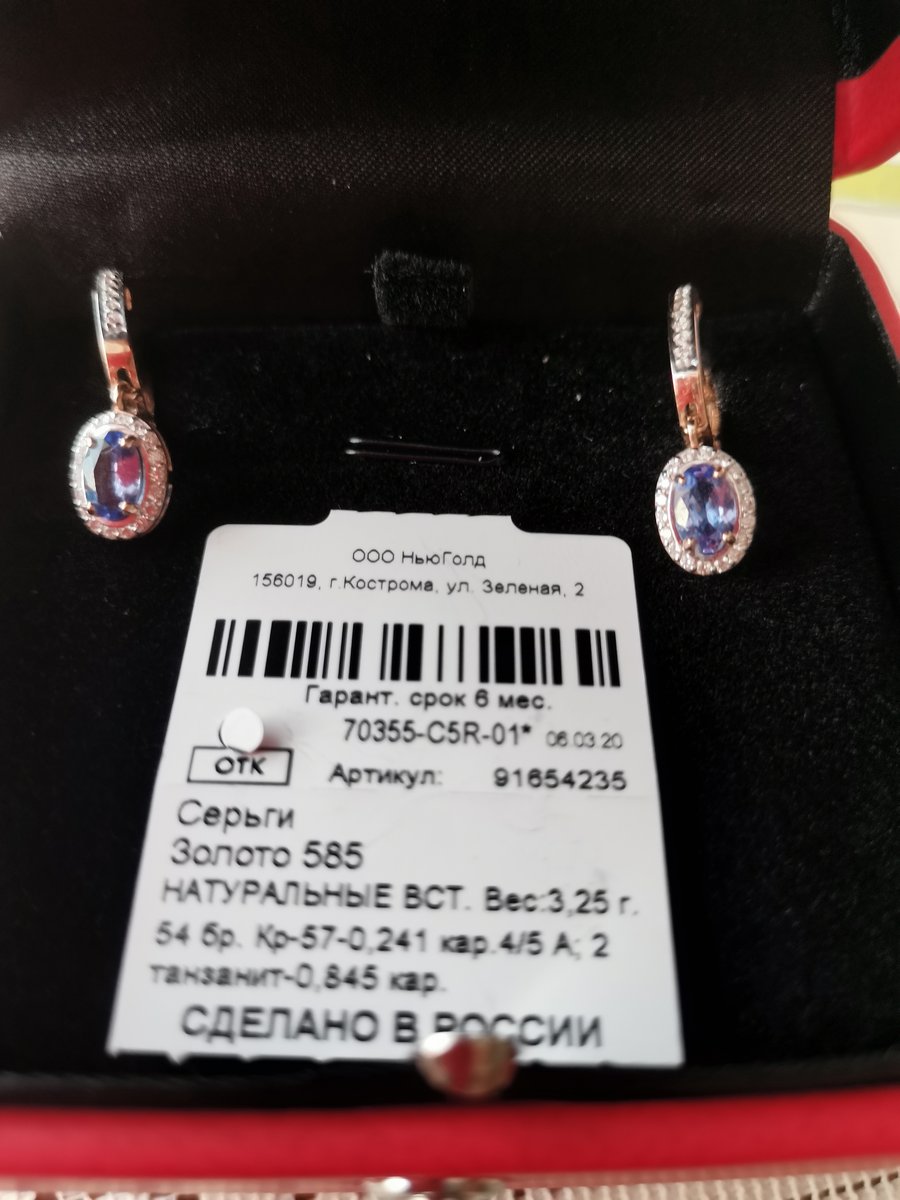 ООО НьюГолд
156019, г.Кострома, ул. Зеленая, 2
Гарант. срок 6 мес.
70355-C5R-01* 06.03.20
ОТК Артикул: 91654235
Серьги
Золото 585
НАТУРАЛЬНЫЕ ВСТ. Вес:3,25 г.
54 бр. Кр-57-0,241 кар.4/5 А; 2
танзанит-0,845 кар.
СДЕЛАНО В РОССИИ